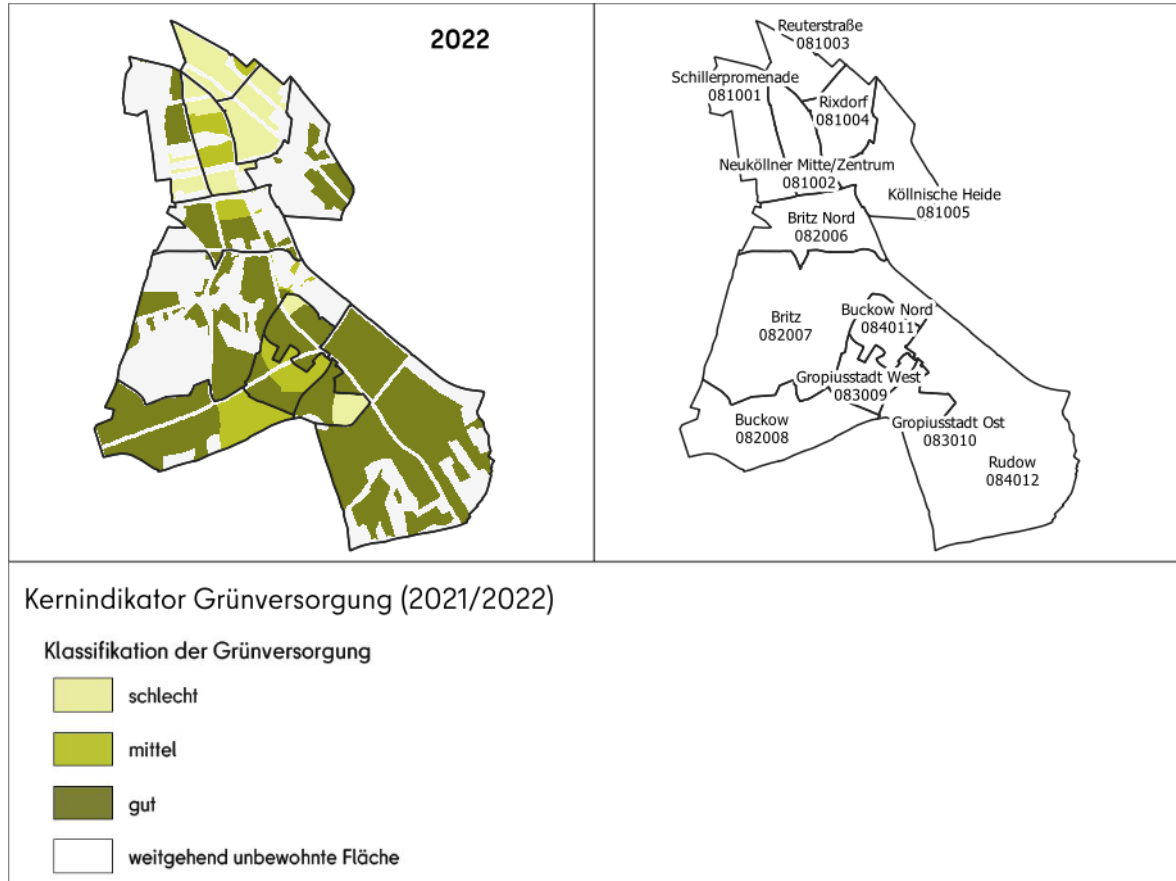 2022
Reuterstraße
081003
Schillerpromenade
081001
Rixdorf
081004
Neuköllner Mitte/Zentrum
081002
Köllnische Heide
081005
Britz Nord
082006
Britz
082007
Buckow Nord
084011
Gropiusstadt West
083009
Buckow
082008
Gropiusstadt Ost
083010
Rudow
084012
Kernindikator Grünversorgung (2021/2022)
Klassifikation der Grünversorgung
schlecht
mittel
gut
weitgehend unbewohnte Fläche